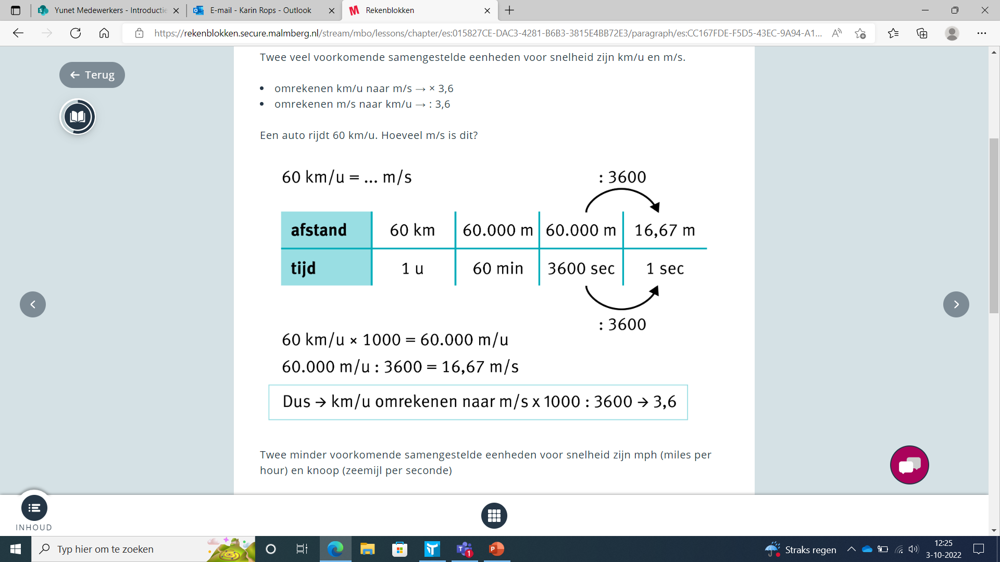 Yunet Medewerkers - Introductie
E-mail - Karin Rops - Outlook
Rekenblokken
https://rekenblokken.secure.malmberg.nl/stream/mbo/lessons/chapter/es:015827CE-DAC3-4281-B6B3-3815E4BB72E3/paragraph/es:CC167FDE-F5D5-43EC-9A94-A1...
Terug
Twee veel voorkomende samengestelde eenheden voor snelheid zijn km/u en m/s.
• omrekenen km/u naar m/s → × 3,6
• omrekenen m/s naar km/u → : 3,6
Een auto rijdt 60 km/u. Hoeveel m/s is dit?
60 km/u = ... m/s : 3600
afstand 60 km 60.000 m 60.000 m 16,67 m
tijd 1 u 60 min 3600 sec 1 sec
: 3600
60 km/u × 1000 = 60.000 m/u
60.000 m/u : 3600 = 16,67 m/s
Dus → km/u omrekenen naar m/s x 1000 : 3600 → 3,6
Twee minder voorkomende samengestelde eenheden voor snelheid zijn mph (miles per
hour) en knoop (zeemijl per seconde)
INHOUD
Typ hier om te zoeken
1
Straks regen
12:25
3-10-2022